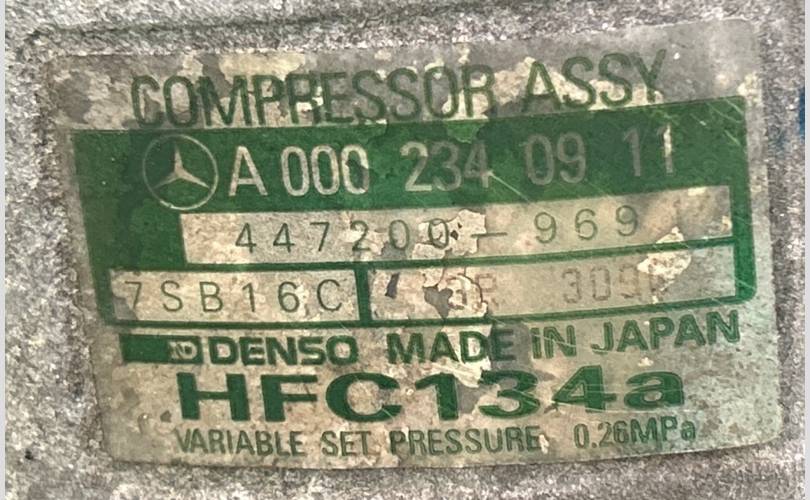 COMPRESSOR ASSY
A 000 234 09 11
447200-969
7SB16C
DENSO MADE IN JAPAN
HFC134a
VARIABLE SET PRESSURE 0.26MPa